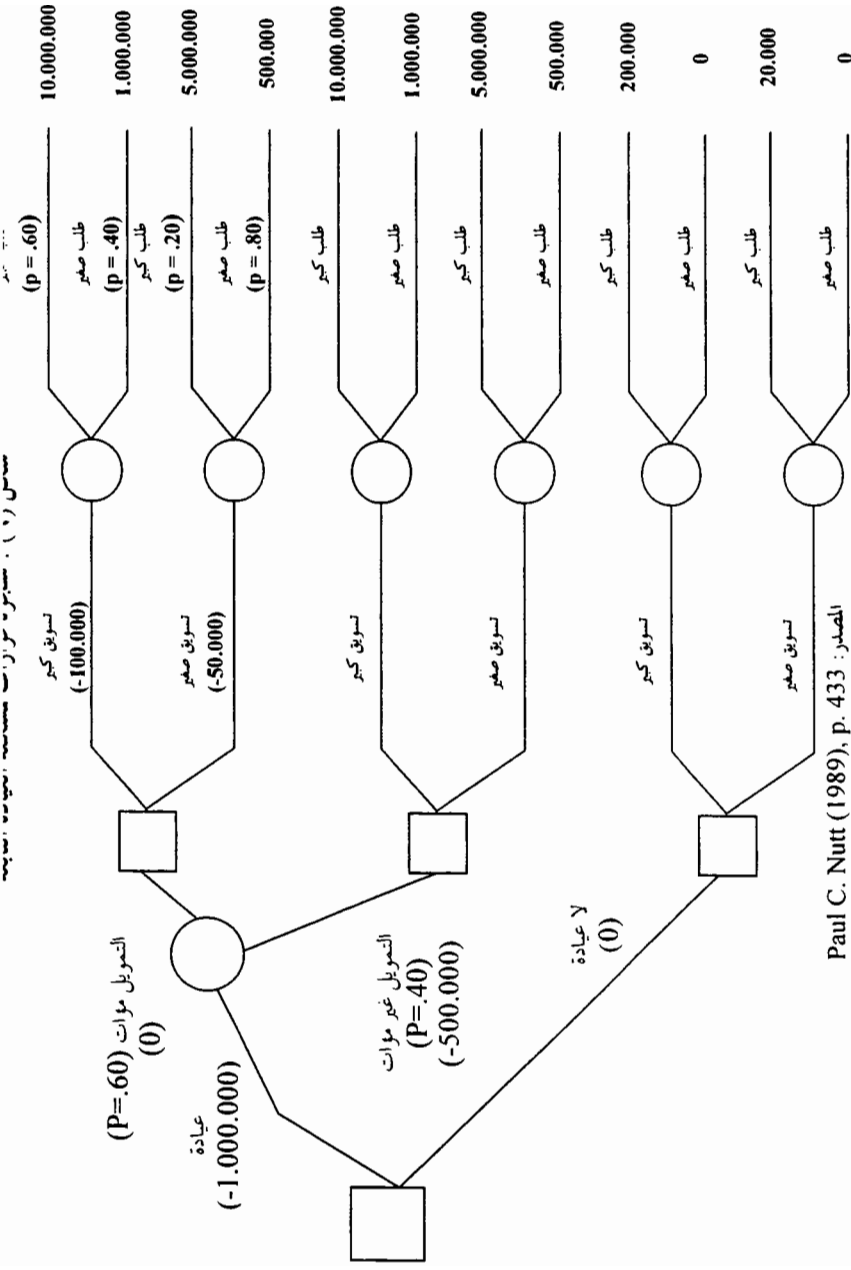 (p = .60)
10.000.000
طلب صغير
(p = .40)
1.000.000
طلب كبير
(p = .20)
5.000.000
طلب صغير
(p = .80)
500.000
تسويق كبير
(-100.000)
تسويق صغير
(-50.000)
التمويل موات (P=.60)
(0)
عيادة
(-1.000.000)
طلب كبير
10.000.000
طلب صغير
1.000.000
طلب كبير
5.000.000
طلب صغير
500.000
تسويق كبير
تسويق صغير
التمويل غير موات
(P=.40)
(-500.000)
طلب كبير
200.000
طلب صغير
0
طلب كبير
20.000
طلب صغير
0
تسويق كبير
تسويق صغير
لا عيادة
(0)
المصدر: Paul C. Nutt (1989), p. 433